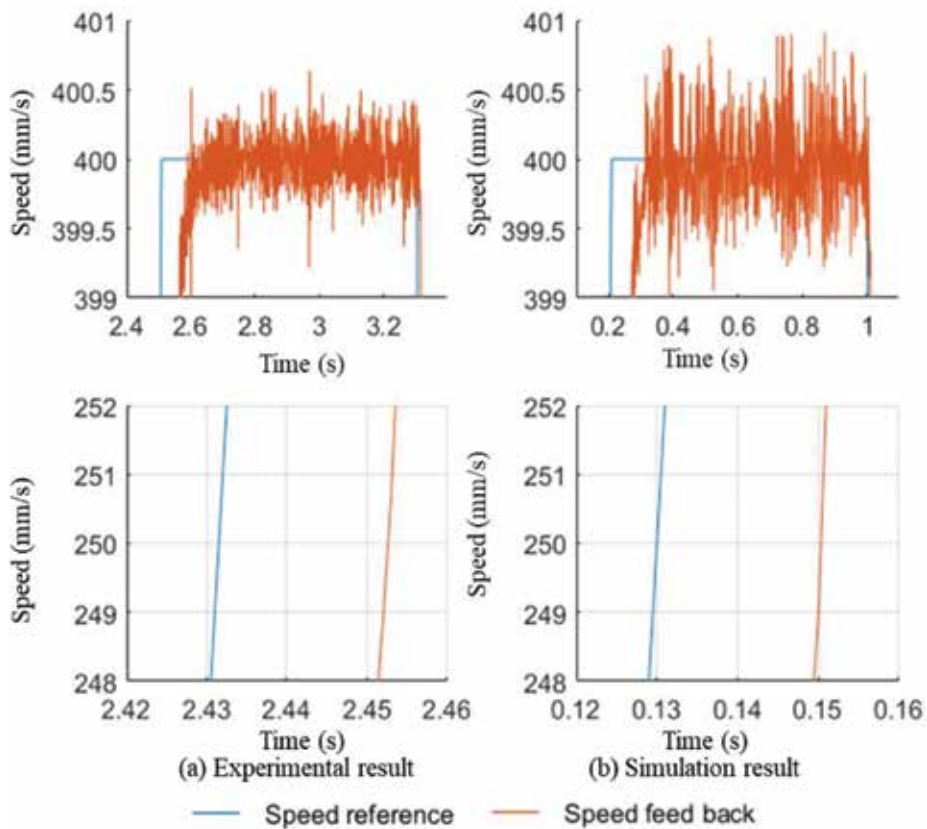 401
400.5
400
399.5
399
Speed (mm/s)
2.4 2.6 2.8 3 3.2
Time (s)
401
400.5
400
399.5
399
Speed (mm/s)
0.2 0.4 0.6 0.8 1
Time (s)
252
251
250
249
248
Speed (mm/s)
2.42 2.43 2.44 2.45 2.46
Time (s)
(a) Experimental result
252
251
250
249
248
Speed (mm/s)
0.12 0.13 0.14 0.15 0.16
Time (s)
(b) Simulation result
Speed reference Speed feed back